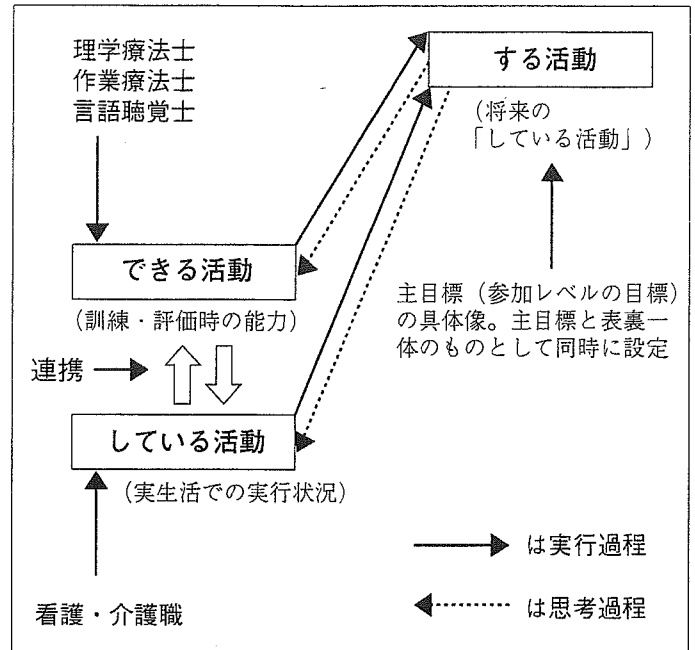 理学療法士
作業療法士
言語聴覚士
する活動
(将来の
「している活動」)
できる活動
(訓練・評価時の能力)
主目標(参加レベルの目標)
の具体像。主目標と表裏一
体のものとして同時に設定
連携
している活動
(実生活での実行状況)
は実行過程
は思考過程
看護・介護職